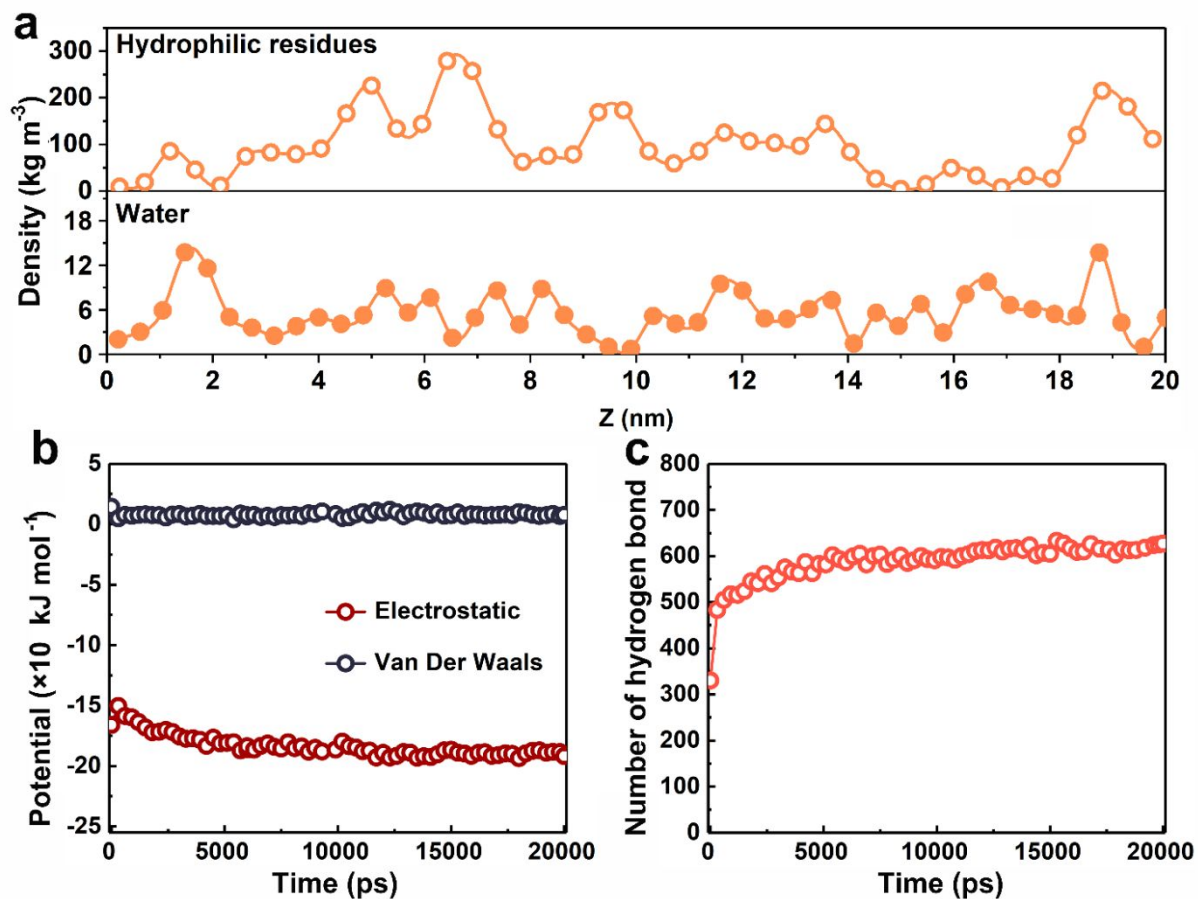 a
Hydrophilic residues
300
200
100
0
Density (kg m⁻³)
Water
18
12
6
0
0 2 4 6 8 10 12 14 16 18 20
Z (nm)
b
5
0
-5
-10
-15
-20
-25
Potential (×10 kJ mol⁻¹)
Electrostatic
Van Der Waals
0 5000 10000 15000 20000
Time (ps)
c
800
700
600
500
400
300
200
100
0
Number of hydrogen bond
0 5000 10000 15000 20000
Time (ps)